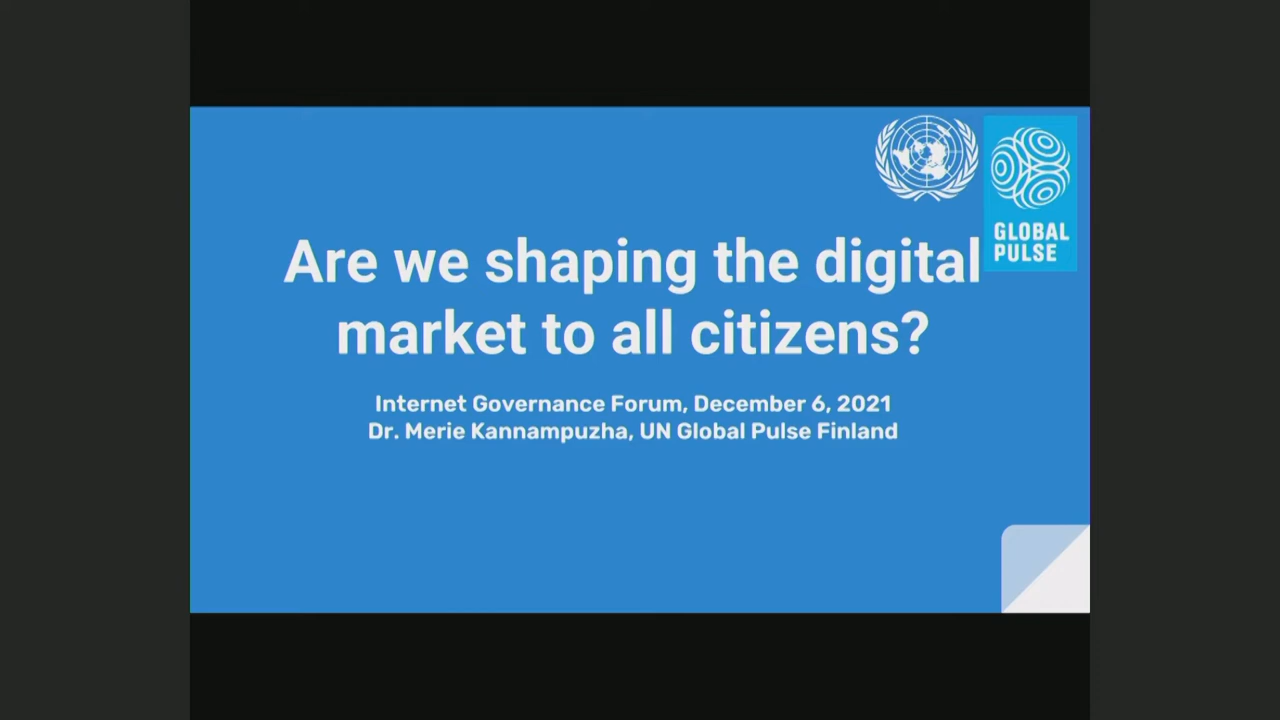 GLOBAL
PULSE
Are we shaping the digital
market to all citizens?
Internet Governance Forum, December 6, 2021
Dr. Merie Kannampuzha, UN Global Pulse Finland